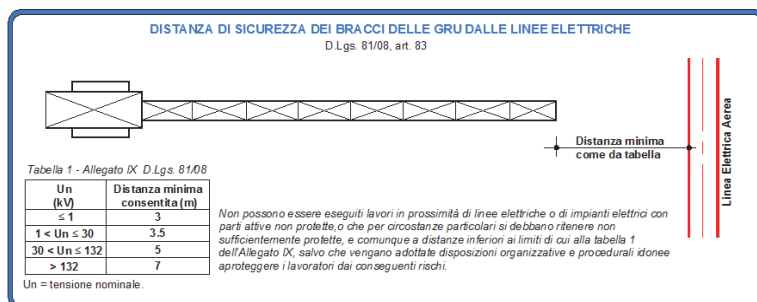 DISTANZA DI SICUREZZA DEI BRACCI DELLE GRU DALLE LINEE ELETTRICHE
D.Lgs. 81/08, art. 83
Distanza minima
come da tabella
Linea Elettrica Aerea
Tabella 1 - Allegato IX D.Lgs. 81/08
Un (kV) Distanza minima consentita (m)
≤ 1 3
1 < Un ≤ 30 3.5
30 < Un ≤ 132 5
> 132 7
Un = tensione nominale.
Non possono essere eseguiti lavori in prossimità di linee elettriche o di impianti elettrici con
parti attive non protette, o che per circostanze particolari si debbano ritenere non
sufficientemente protette, e comunque a distanze inferiori ai limiti di cui alla tabella 1
dell'Allegato IX, salvo che vengano adottate disposizioni organizzative e procedurali idonee
aproteggere i lavoratori dai conseguenti rischi.